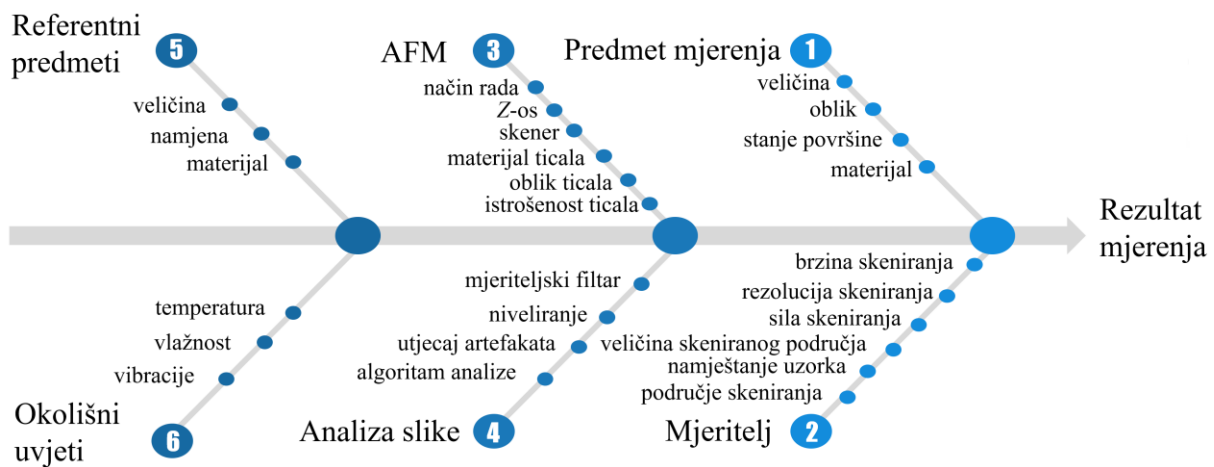 Referentni
predmeti
5
veličina
namjena
materijal
AFM
3
način rada
Z-os
skener
materijal ticala
oblik ticala
istrošenost ticala
Predmet mjerenja
1
veličina
oblik
stanje površine
materijal
Rezultat
mjerenja
temperatura
vlažnost
vibracije
Okolišni
uvjeti
6
mjeriteljski filtar
niveliranje
utjecaj artefakata
algoritam analize
Analiza slike
4
brzina skeniranja
rezolucija skeniranja
sila skeniranja
veličina skeniranog područja
namještanje uzorka
područje skeniranja
Mjeritelj
2